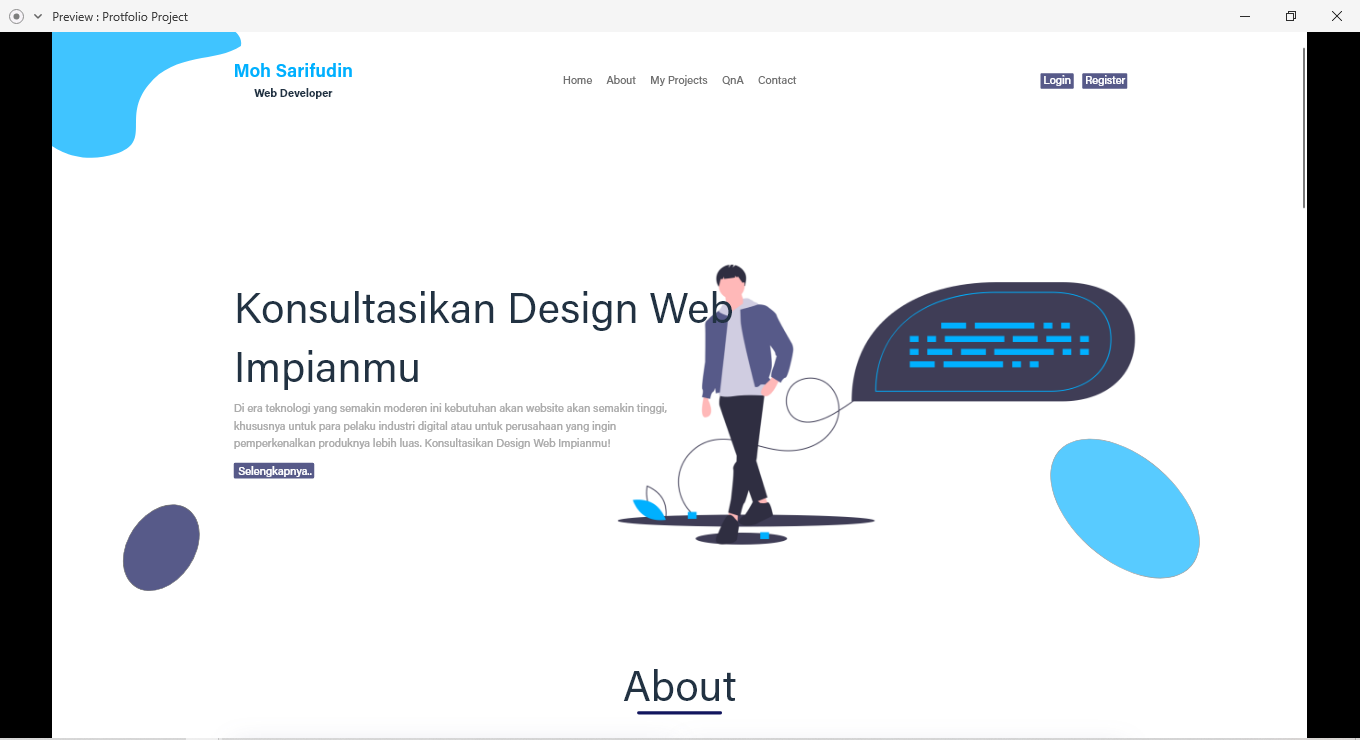 Preview : Protfolio Project
Moh Sarifudin
Web Developer
Home About My Projects QnA Contact
Login Register
Konsultasikan Design Web
Impianmu
Di era teknologi yang semakin moderen ini kebutuhan akan website akan semakin tinggi,
khususnya untuk para pelaku industri digital atau untuk perusahaan yang ingin
pemperkenalkan produknya lebih luas. Konsultasikan Design Web Impianmu!
Selengkapnya..
About